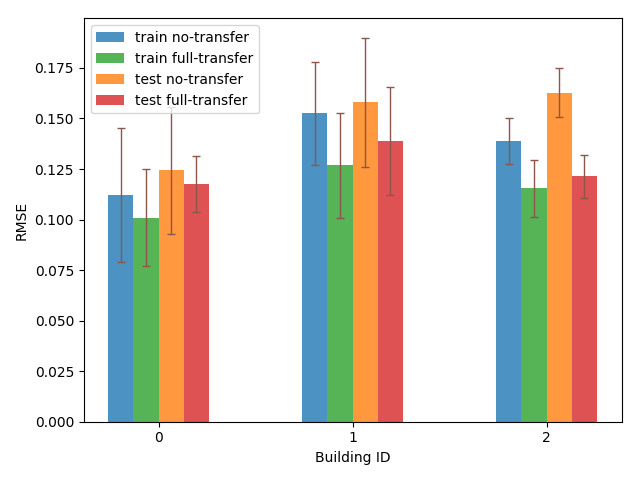 train no-transfer
train full-transfer
test no-transfer
test full-transfer
0.175
0.150
0.125
0.100
0.075
0.050
0.025
0.000
RMSE
0 1 2
Building ID